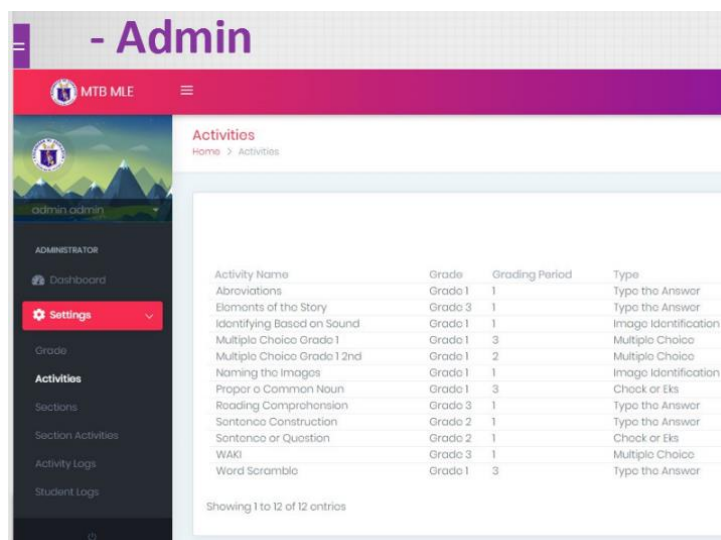 - Admin
MTB MLE
Activities
Home > Activities
admin admin
ADMINISTRATOR
Dashboard
Settings
Grade
Activities
Sections
Section Activities
Activity Logs
Student Logs
Activity Name Grade Grading Period Type
Abreviations Grade 1 1 Type the Answer
Elements of the Story Grade 3 1 Type the Answer
Identifying Based on Sound Grade 1 1 Image Identification
Multiple Choice Grade 1 Grade 1 3 Multiple Choice
Multiple Choice Grade 1 2nd Grade 1 2 Multiple Choice
Naming the Images Grade 1 1 Image Identification
Proper o Common Noun Grade 1 3 Check or Eks
Reading Comprehension Grade 3 1 Type the Answer
Sentence Construction Grade 2 1 Type the Answer
Sentence or Question Grade 2 1 Check or Eks
WAKI Grade 3 1 Multiple Choice
Word Scramble Grade 1 3 Type the Answer
Showing 1 to 12 of 12 entries